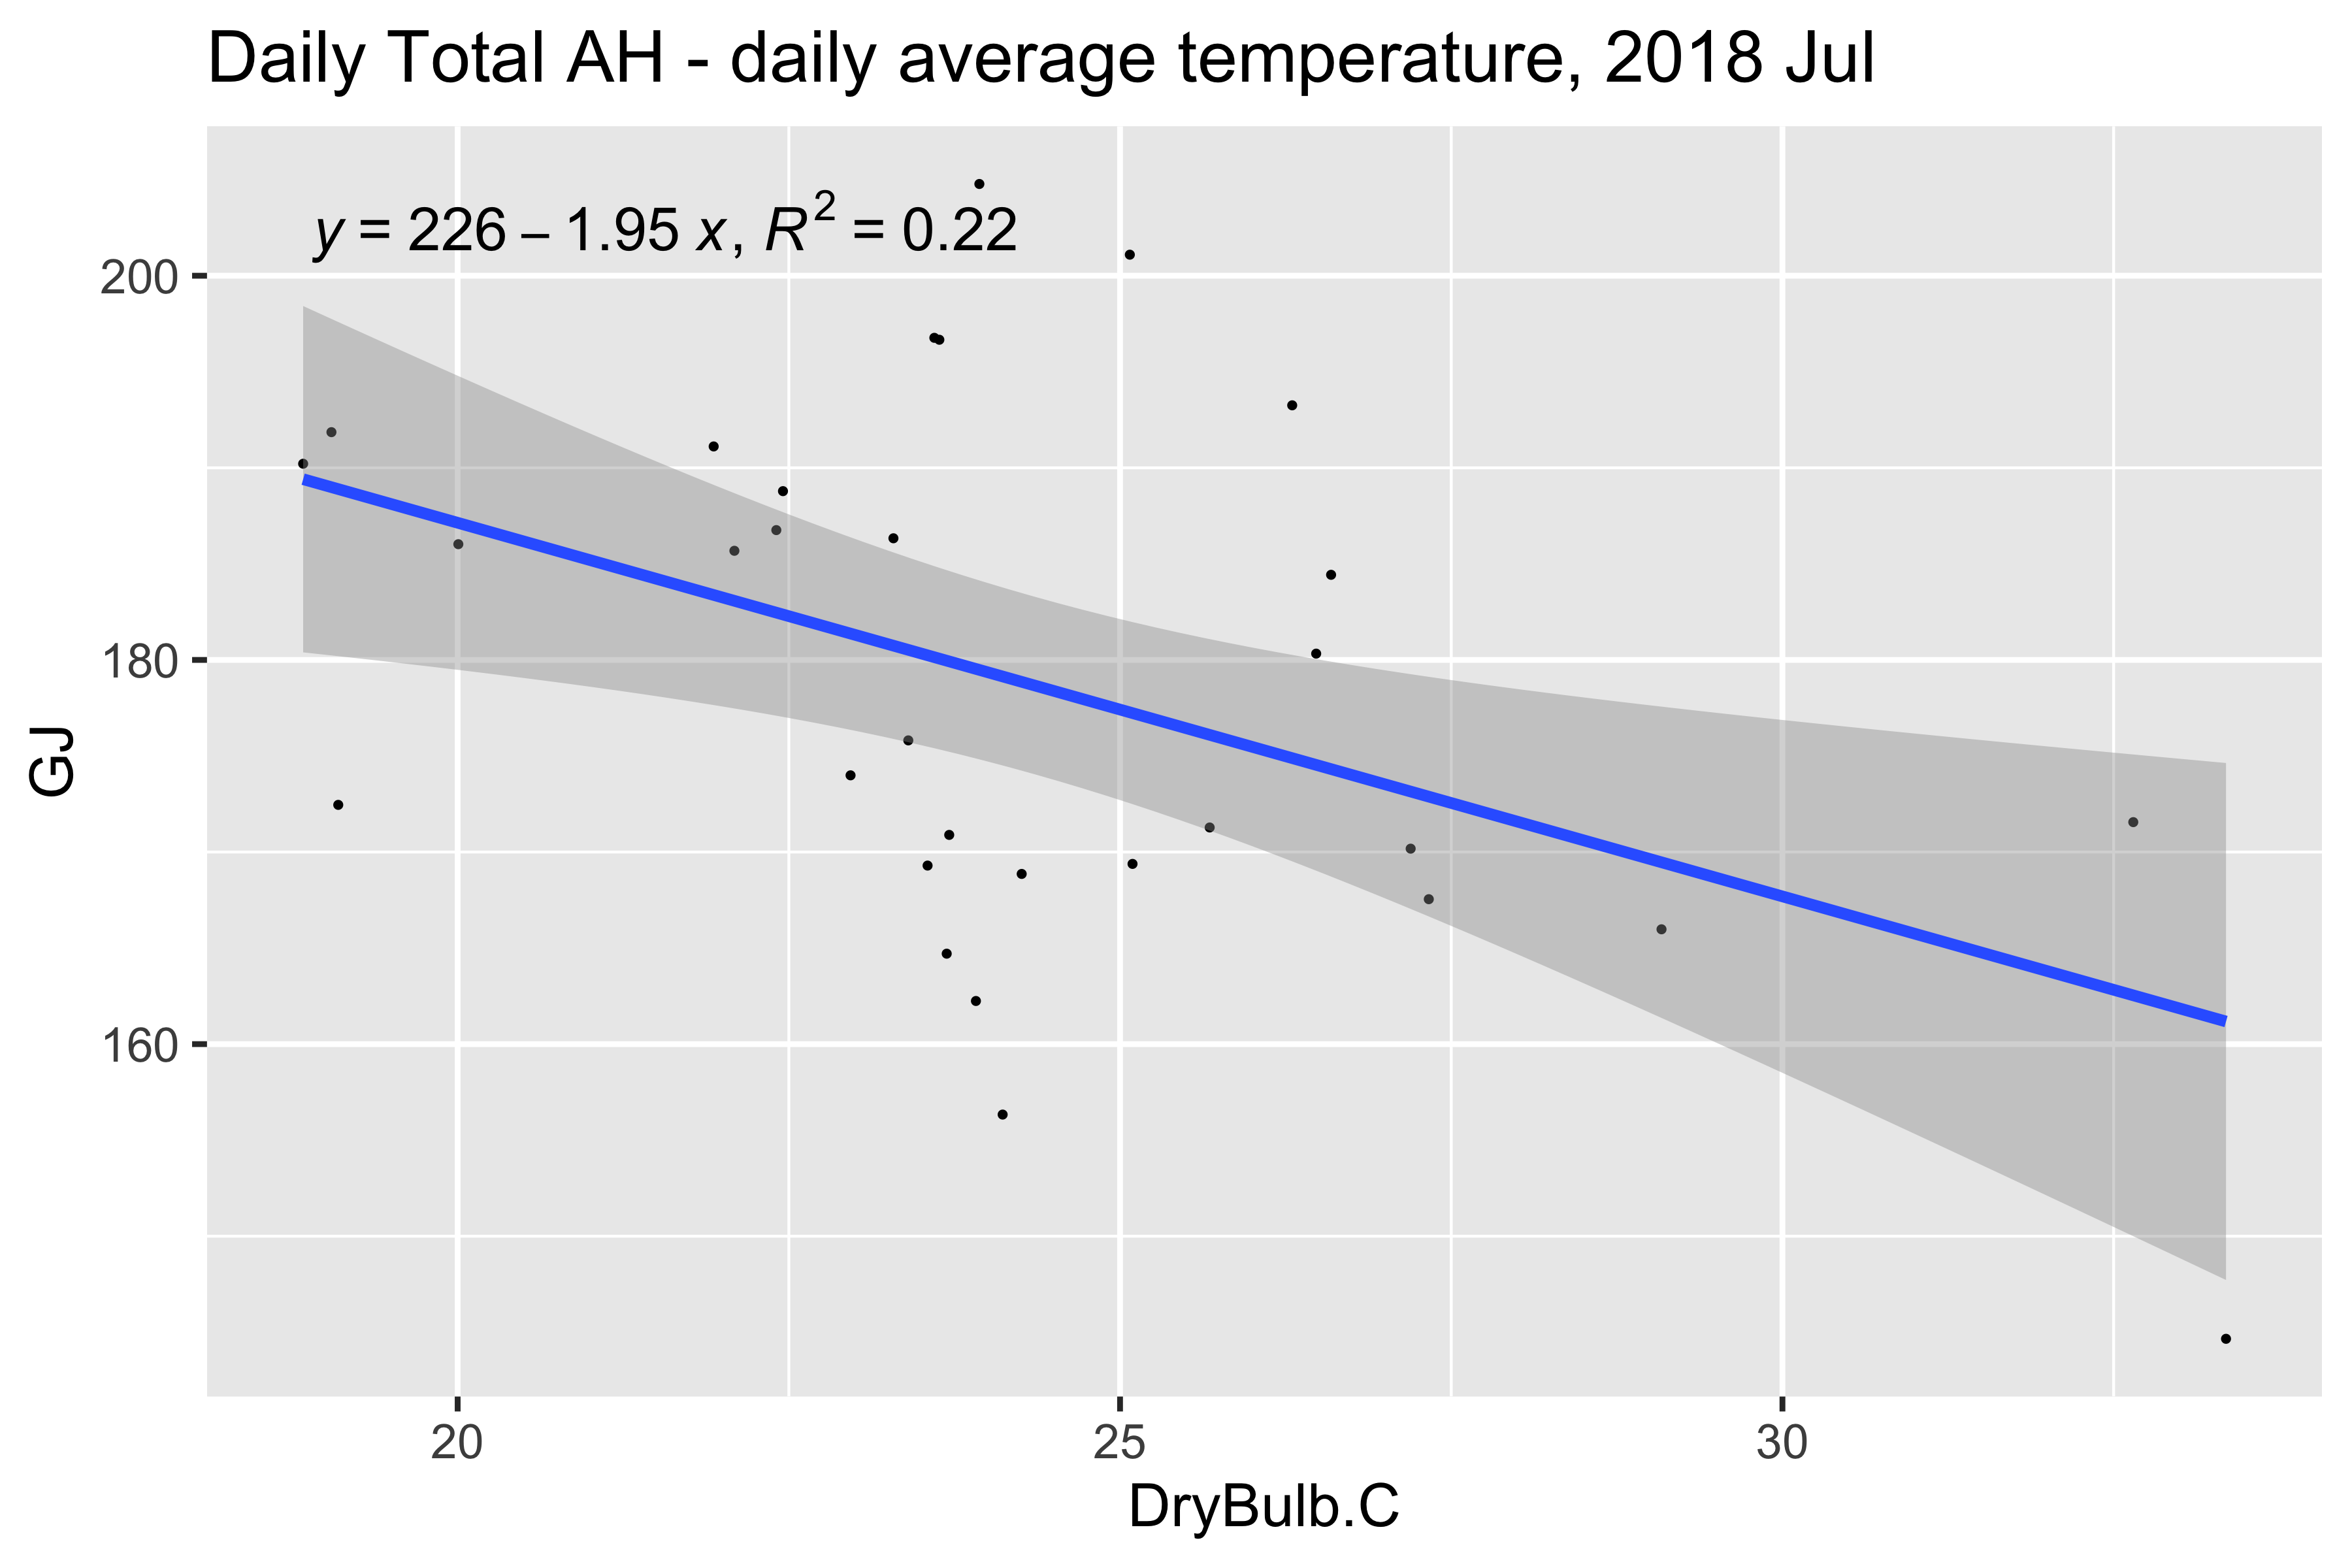 Daily Total AH - daily average temperature, 2018 Jul
y = 226 – 1.95 x, R² = 0.22
200
180
160
GJ
20 25 30
DryBulb.C